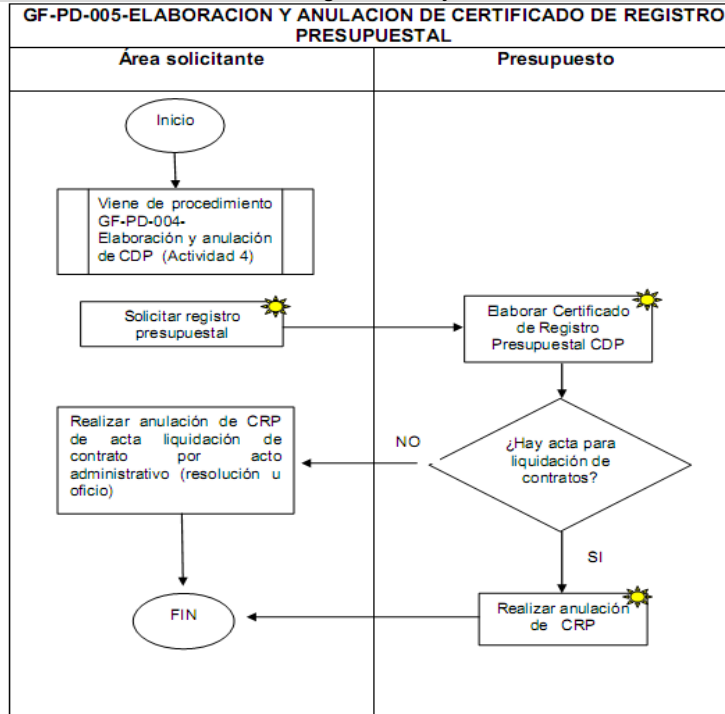 GF-PD-005-ELABORACION Y ANULACION DE CERTIFICADO DE REGISTRO
PRESUPUESTAL
Área solicitante
Presupuesto
Inicio
Viene de procedimiento
GF-PD-004-
Elaboración y anulación
de CDP (Actividad 4)
Solicitar registro
presupuestal
Elaborar Certificado
de Registro
Presupuestal CDP
Realizar anulación de CRP
de acta liquidación de
contrato por acto
administrativo (resolución u
oficio)
NO
¿Hay acta para
liquidación de
contratos?
SI
FIN
Realizar anulación
de CRP